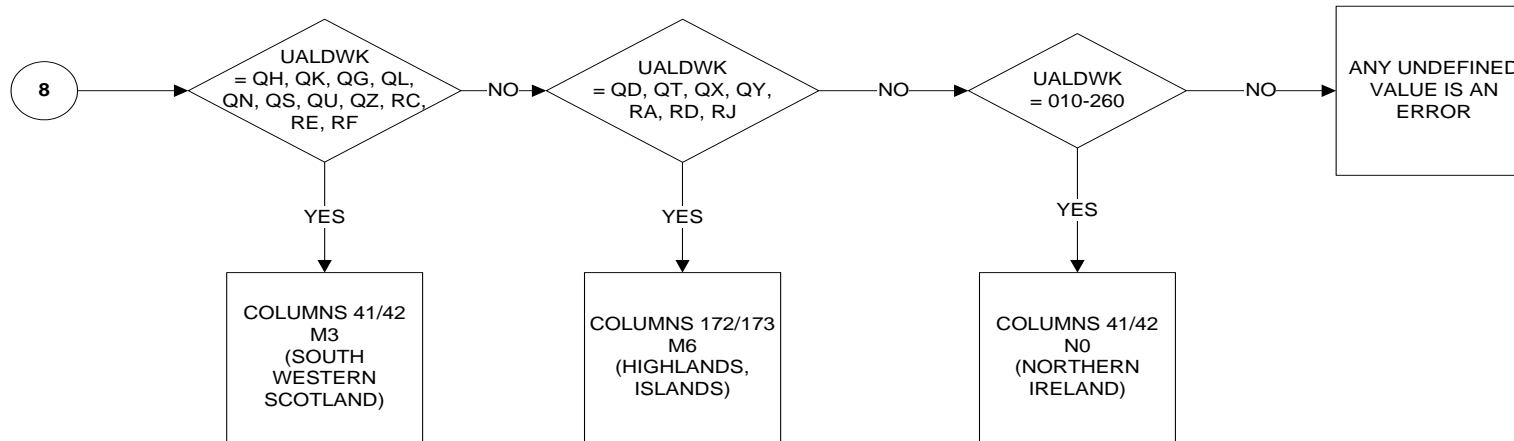 8
UALDWK
= QH, QK, QG, QL,
QN, QS, QU, QZ, RC,
RE, RF
NO
UALDWK
= QD, QT, QX, QY,
RA, RD, RJ
NO
UALDWK
= 010-260
NO
ANY UNDEFINED
VALUE IS AN
ERROR
YES
YES
YES
COLUMNS 41/42
M3
(SOUTH
WESTERN
SCOTLAND)
COLUMNS 172/173
M6
(HIGHLANDS,
ISLANDS)
COLUMNS 41/42
N0
(NORTHERN
IRELAND)